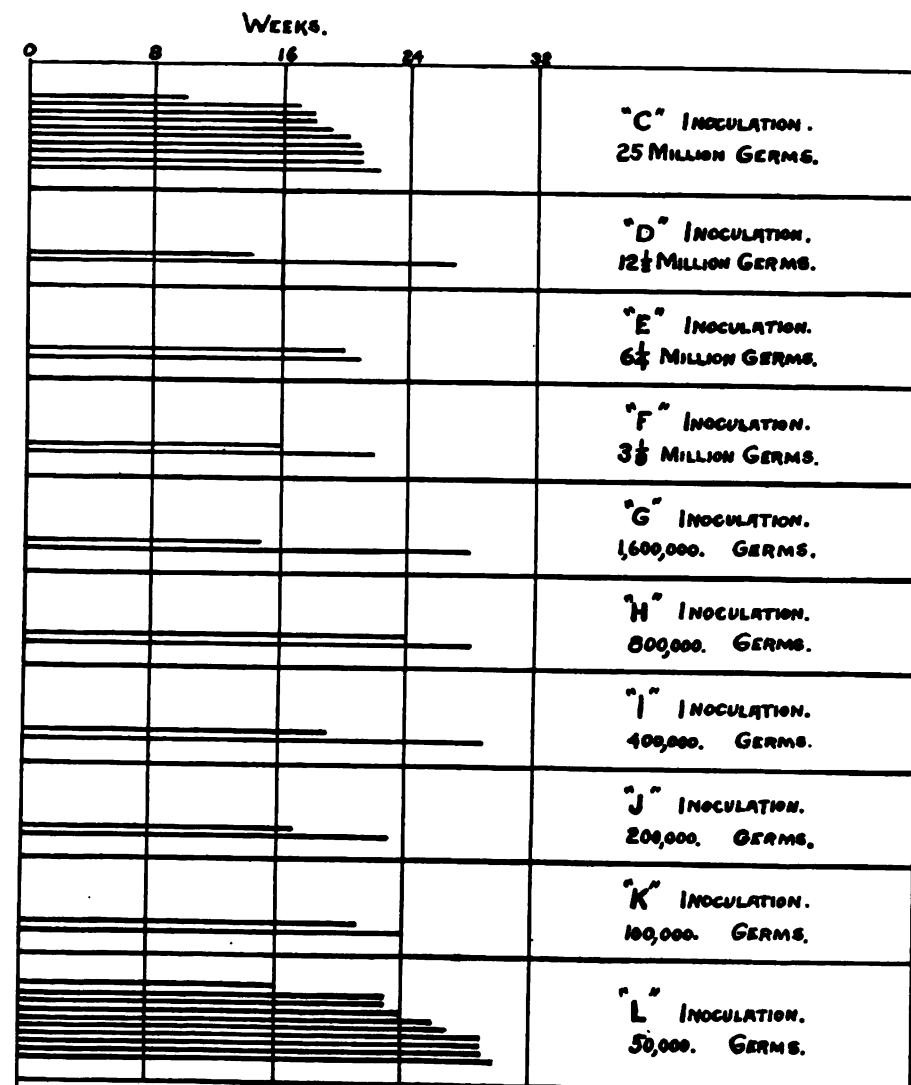 WEEKS.
0 8 16 24 32
"C" INOCULATION.
25 MILLION GERMS.
"D" INOCULATION.
12½ MILLION GERMS.
"E" INOCULATION.
6¼ MILLION GERMS.
"F" INOCULATION.
3⅛ MILLION GERMS.
"G" INOCULATION.
1,600,000. GERMS.
"H" INOCULATION.
800,000. GERMS.
"I" INOCULATION.
400,000. GERMS.
"J" INOCULATION.
200,000. GERMS.
"K" INOCULATION.
100,000. GERMS.
"L" INOCULATION.
50,000. GERMS.